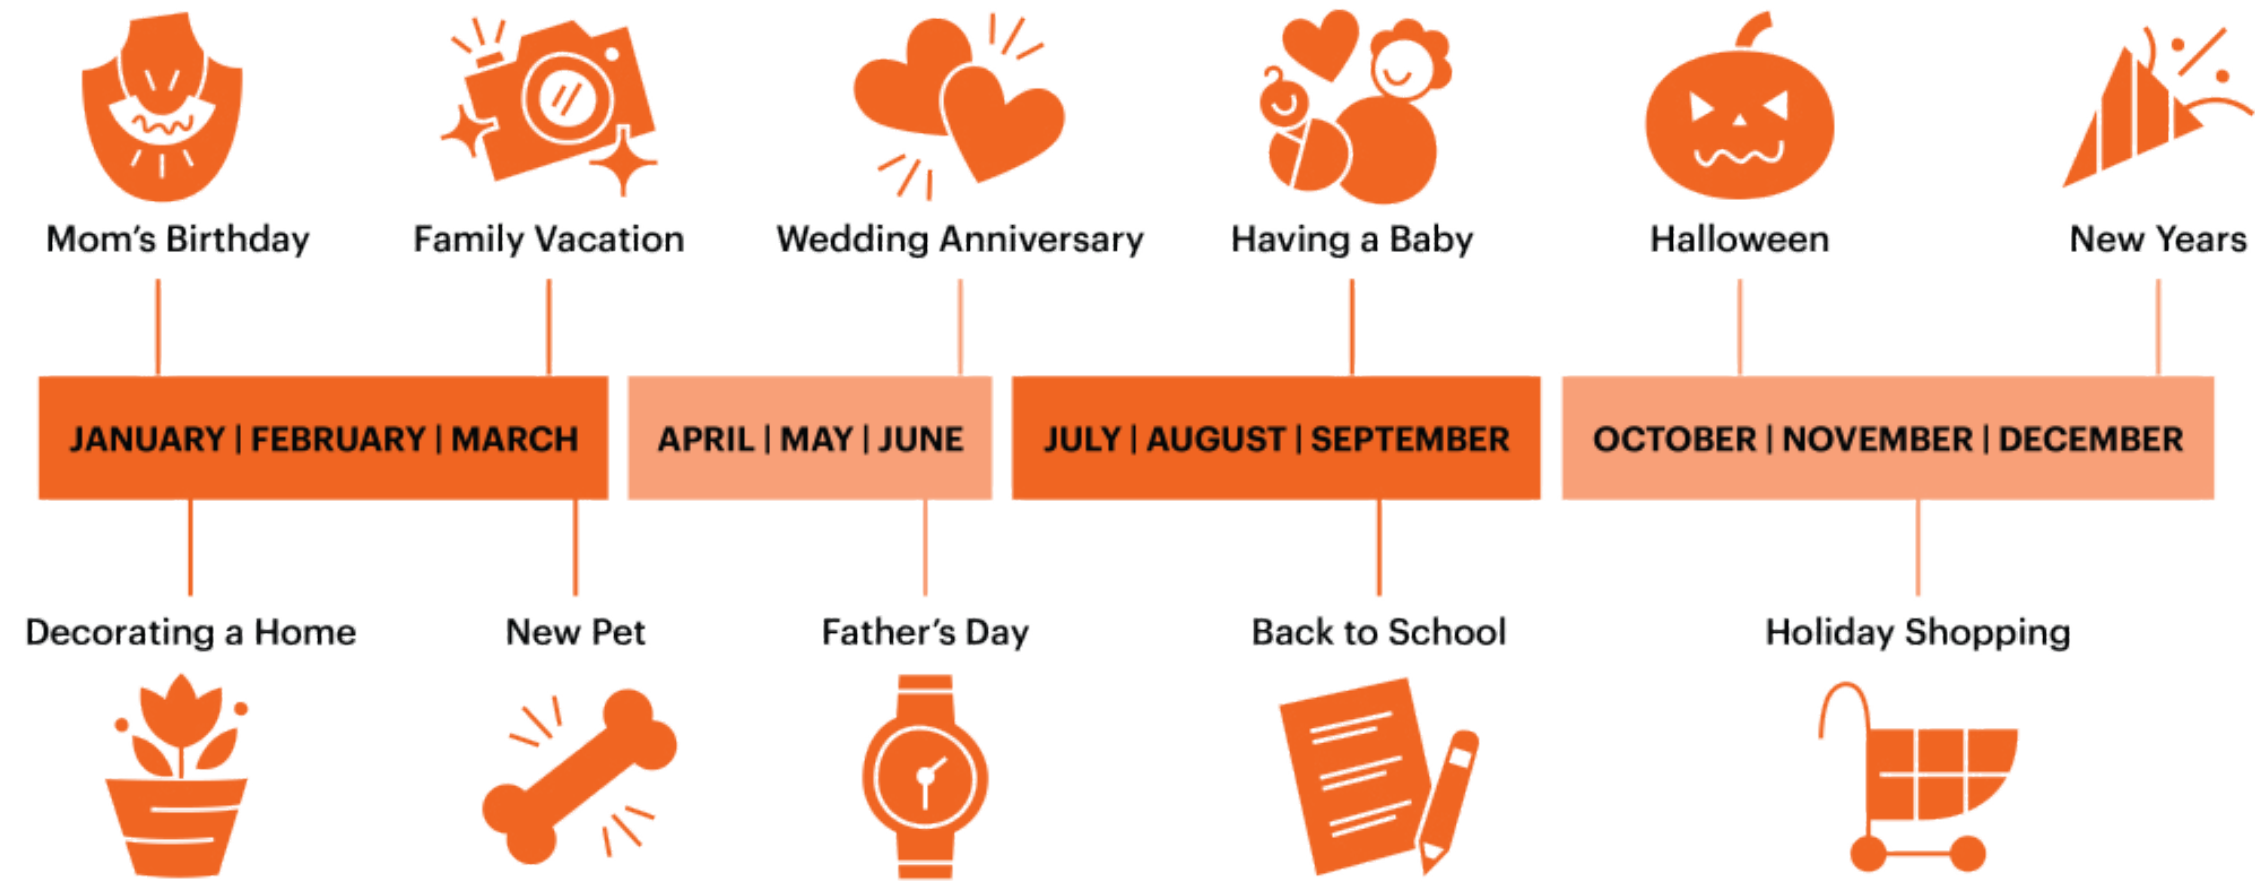 Mom’s Birthday
Family Vacation
Wedding Anniversary
Having a Baby
Halloween
New Years
JANUARY | FEBRUARY | MARCH
APRIL | MAY | JUNE
JULY | AUGUST | SEPTEMBER
OCTOBER | NOVEMBER | DECEMBER
Decorating a Home
New Pet
Father’s Day
Back to School
Holiday Shopping